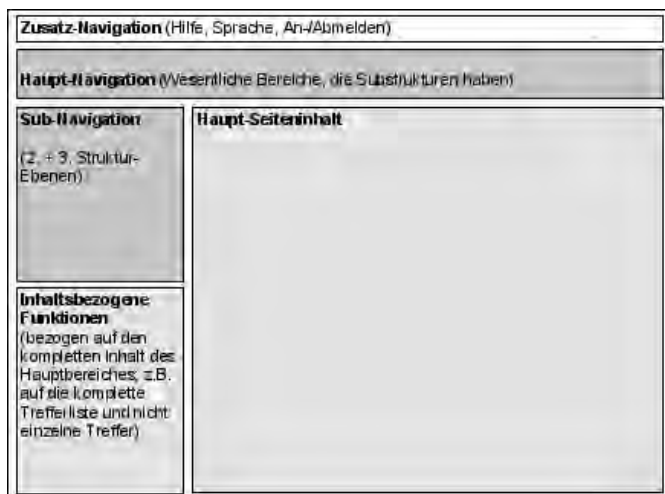 Zusatz-Navigation (Hilfe, Sprache, An-/Abmelden)
Haupt-Navigation (Wesentliche Bereiche, die Substrukturen haben)
Sub-Navigation
(2. + 3. Struktur-
Ebenen)
Haupt-Seiteninhalt
Inhaltsbezogene
Funktionen
(bezogen auf den
kompletten Inhalt des
Hauptbereiches, z.B.
auf die komplette
Trefferliste und nicht
einzelne Treffer)